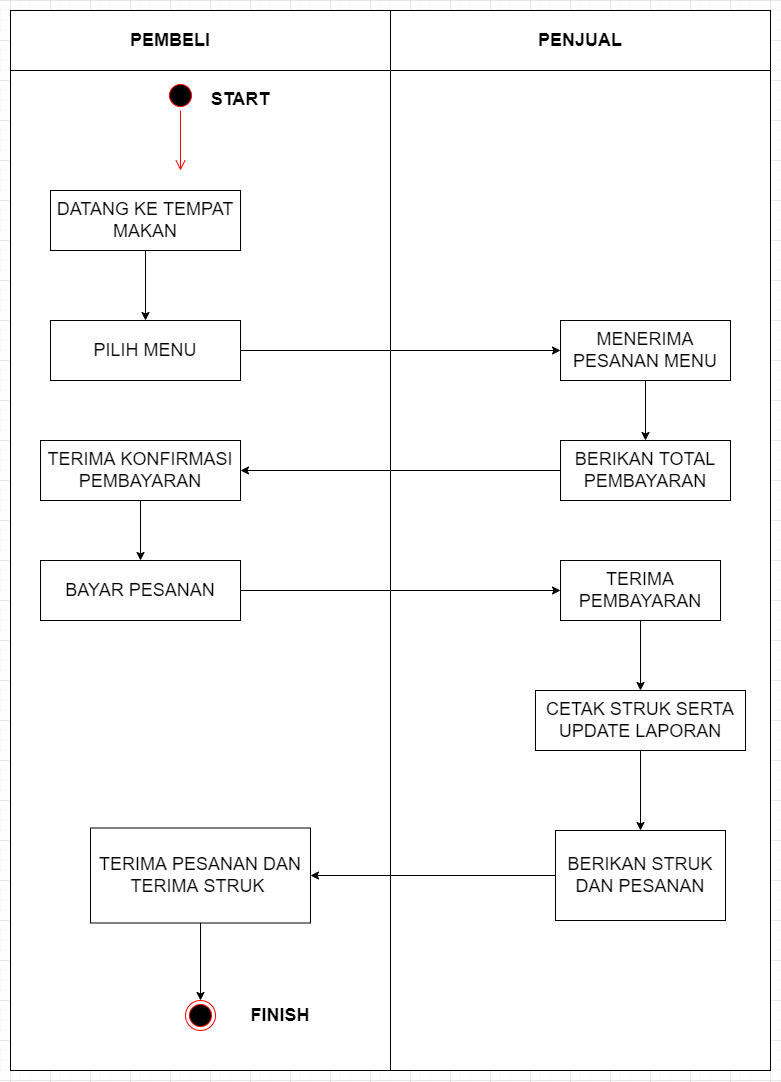 PEMBELI
PENJUAL
START
DATANG KE TEMPAT
MAKAN
PILIH MENU
MENERIMA
PESANAN MENU
TERIMA KONFIRMASI
PEMBAYARAN
BERIKAN TOTAL
PEMBAYARAN
BAYAR PESANAN
TERIMA
PEMBAYARAN
CETAK STRUK SERTA
UPDATE LAPORAN
TERIMA PESANAN DAN
TERIMA STRUK
BERIKAN STRUK
DAN PESANAN
FINISH